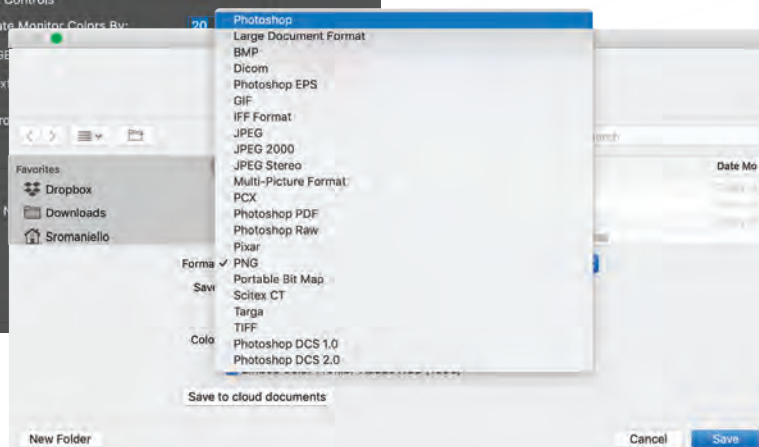 Controls
Monitor Colors By: 20
Photoshop
Large Document Format
BMP
Dicom
Photoshop EPS
GIF
IFF Format
JPEG
JPEG 2000
JPEG Stereo
Multi-Picture Format
PCX
Photoshop PDF
Photoshop Raw
Pixar
✓ PNG
Portable Bit Map
Scitex CT
Targa
TIFF
Photoshop DCS 1.0
Photoshop DCS 2.0
Date Mo
Favorites
Dropbox
Downloads
Sromaniello
Forma
Save
Colo
Save to cloud documents
New Folder
Cancel
Save